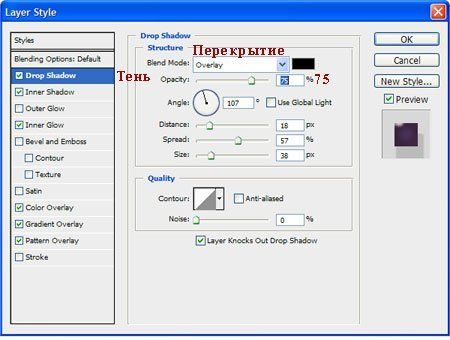 Layer Style
Styles
Blending Options: Default
Drop Shadow
Inner Shadow
Outer Glow
Inner Glow
Bevel and Emboss
Contour
Texture
Satin
Color Overlay
Gradient Overlay
Pattern Overlay
Stroke
Тень
Drop Shadow
Structure
Перекрытие
Blend Mode: Overlay
Opacity: 75 % 75
Angle: 107 ° Use Global Light
Distance: 18 px
Spread: 57 %
Size: 38 px
Quality
Contour: Anti-aliased
Noise: 0 %
Layer Knocks Out Drop Shadow
OK
Cancel
New Style...
Preview